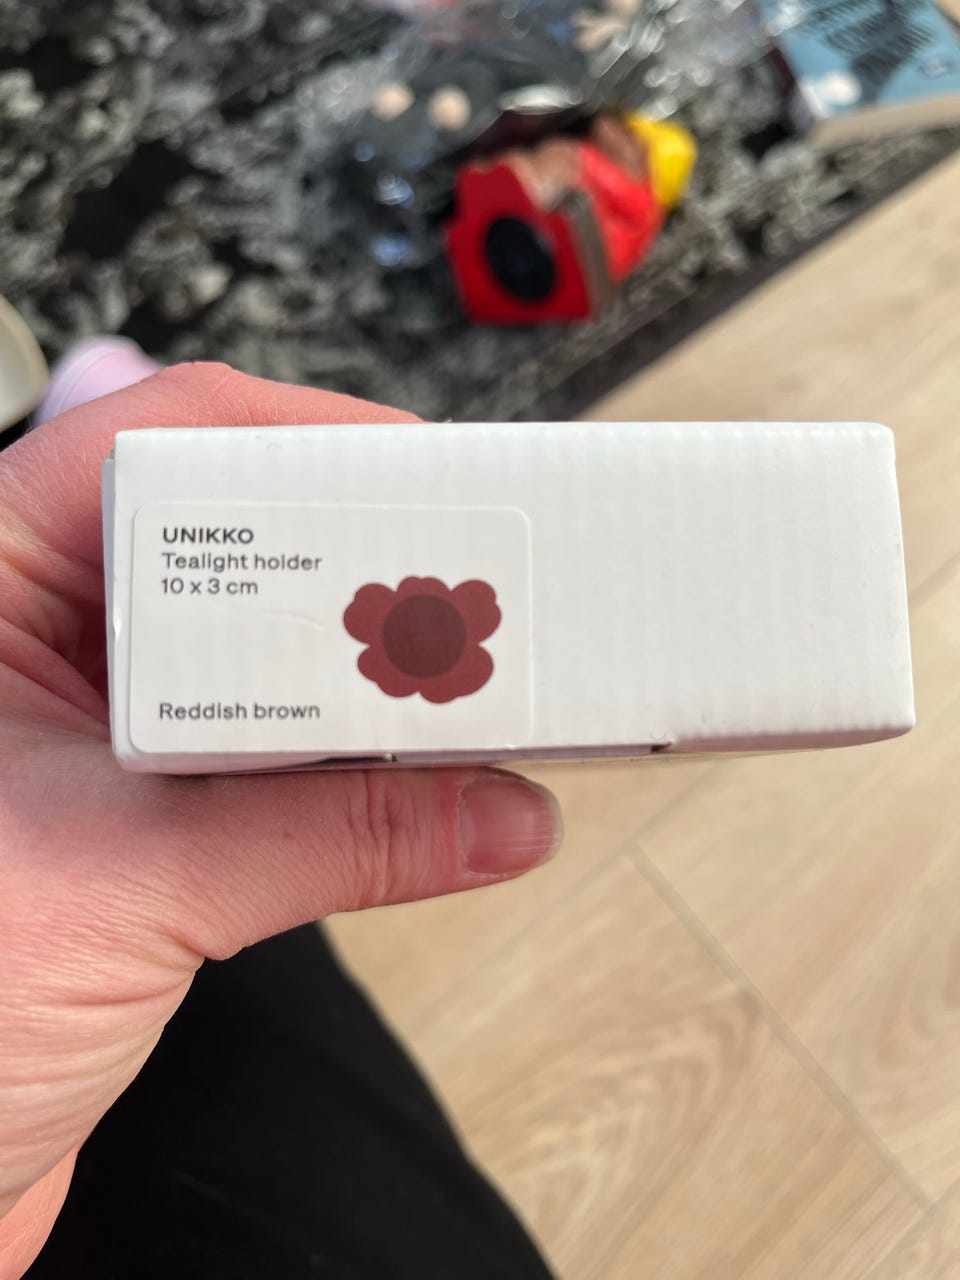 UNIKKO
Tealight holder
10 x 3 cm
Reddish brown